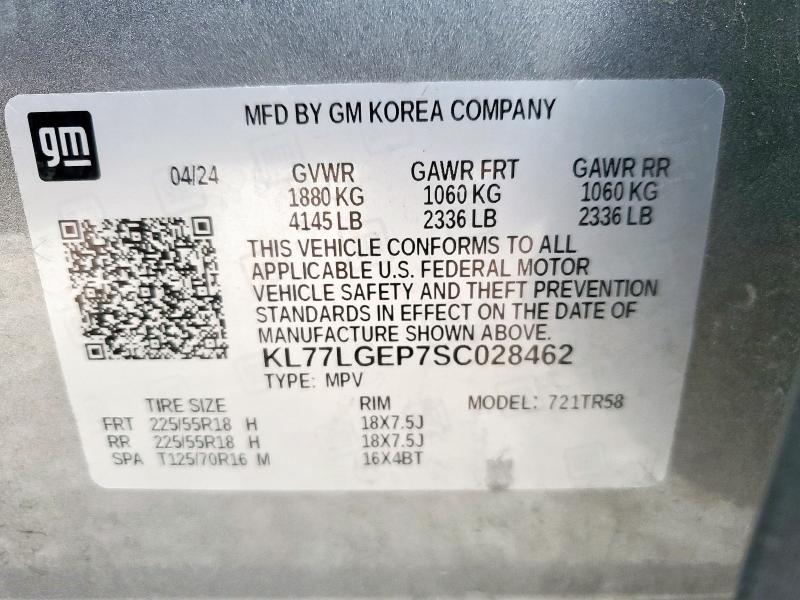 gm
MFD BY GM KOREA COMPANY
04/24 GVWR GAWR FRT GAWR RR
1880 KG 1060 KG 1060 KG
4145 LB 2336 LB 2336 LB
THIS VEHICLE CONFORMS TO ALL
APPLICABLE U.S. FEDERAL MOTOR
VEHICLE SAFETY AND THEFT PREVENTION
STANDARDS IN EFFECT ON THE DATE OF
MANUFACTURE SHOWN ABOVE.
KL77LGEP7SC028462
TYPE: MPV
TIRE SIZE RIM MODEL: 721TR58
FRT 225/55R18 H 18X7.5J
RR 225/55R18 H 18X7.5J
SPA T125/70R16 M 16X4BT